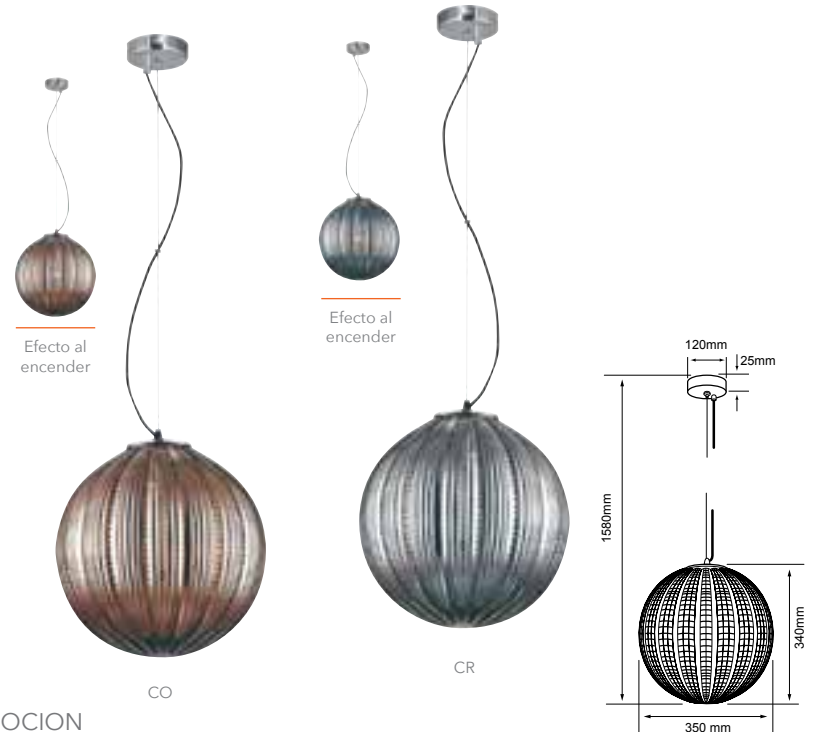 Efecto al
encender
Efecto al
encender
CO
CR
120mm
25mm
1580mm
340mm
350 mm
OCION